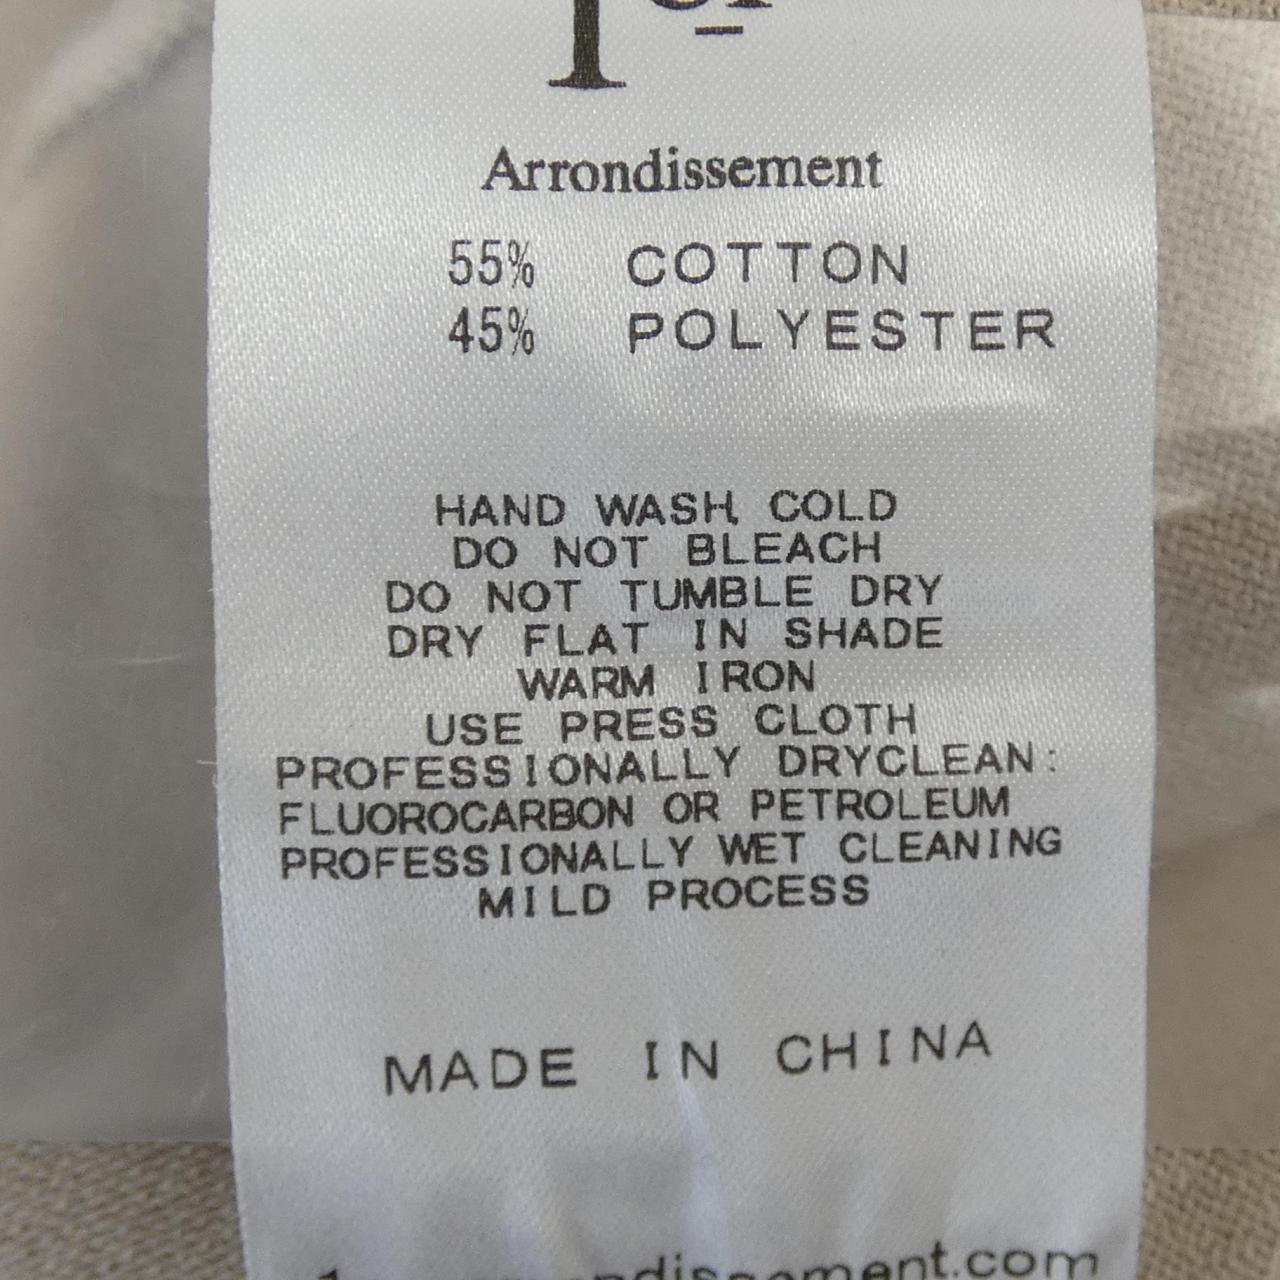 1er
Arrondissement
55% COTTON
45% POLYESTER
HAND WASH COLD
DO NOT BLEACH
DO NOT TUMBLE DRY
DRY FLAT IN SHADE
WARM IRON
USE PRESS CLOTH
PROFESSIONALLY DRYCLEAN:
FLUOROCARBON OR PETROLEUM
PROFESSIONALLY WET CLEANING
MILD PROCESS
MADE IN CHINA